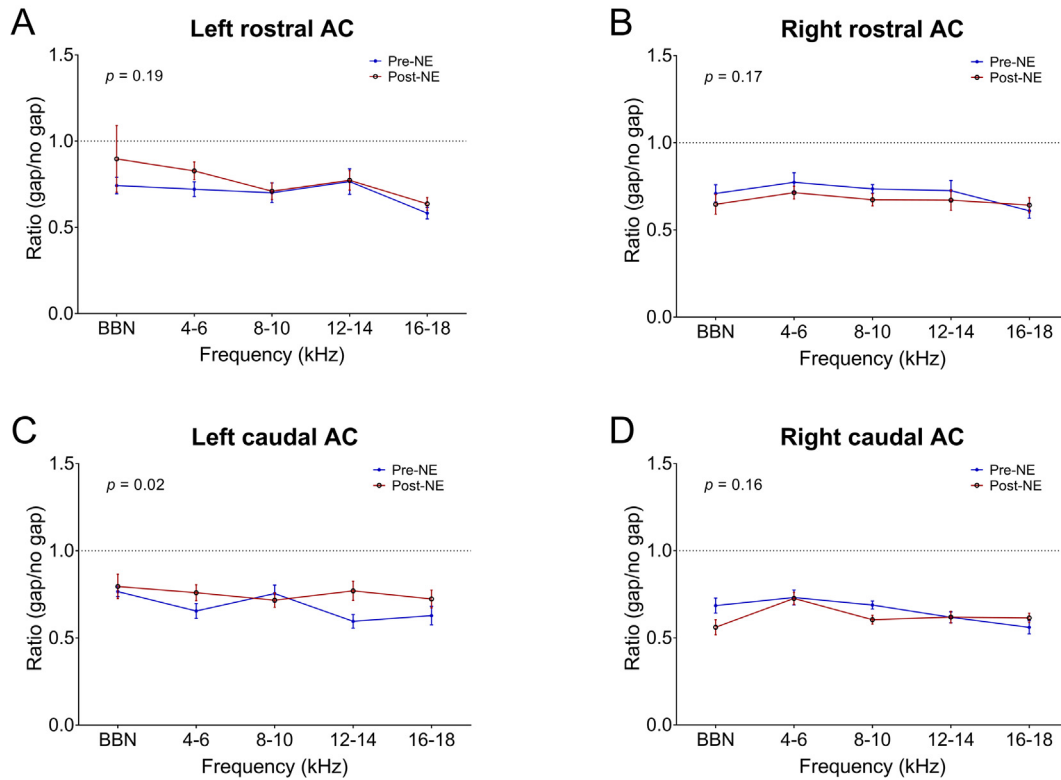 A
Left rostral AC
1.5
p = 0.19
Pre-NE
Post-NE
1.0
0.5
0.0
Ratio (gap/no gap)
BBN 4-6 8-10 12-14 16-18
Frequency (kHz)
B
Right rostral AC
1.5
p = 0.17
Pre-NE
Post-NE
1.0
0.5
0.0
Ratio (gap/no gap)
BBN 4-6 8-10 12-14 16-18
Frequency (kHz)
C
Left caudal AC
1.5
p = 0.02
Pre-NE
Post-NE
1.0
0.5
0.0
Ratio (gap/no gap)
BBN 4-6 8-10 12-14 16-18
Frequency (kHz)
D
Right caudal AC
1.5
p = 0.16
Pre-NE
Post-NE
1.0
0.5
0.0
Ratio (gap/no gap)
BBN 4-6 8-10 12-14 16-18
Frequency (kHz)